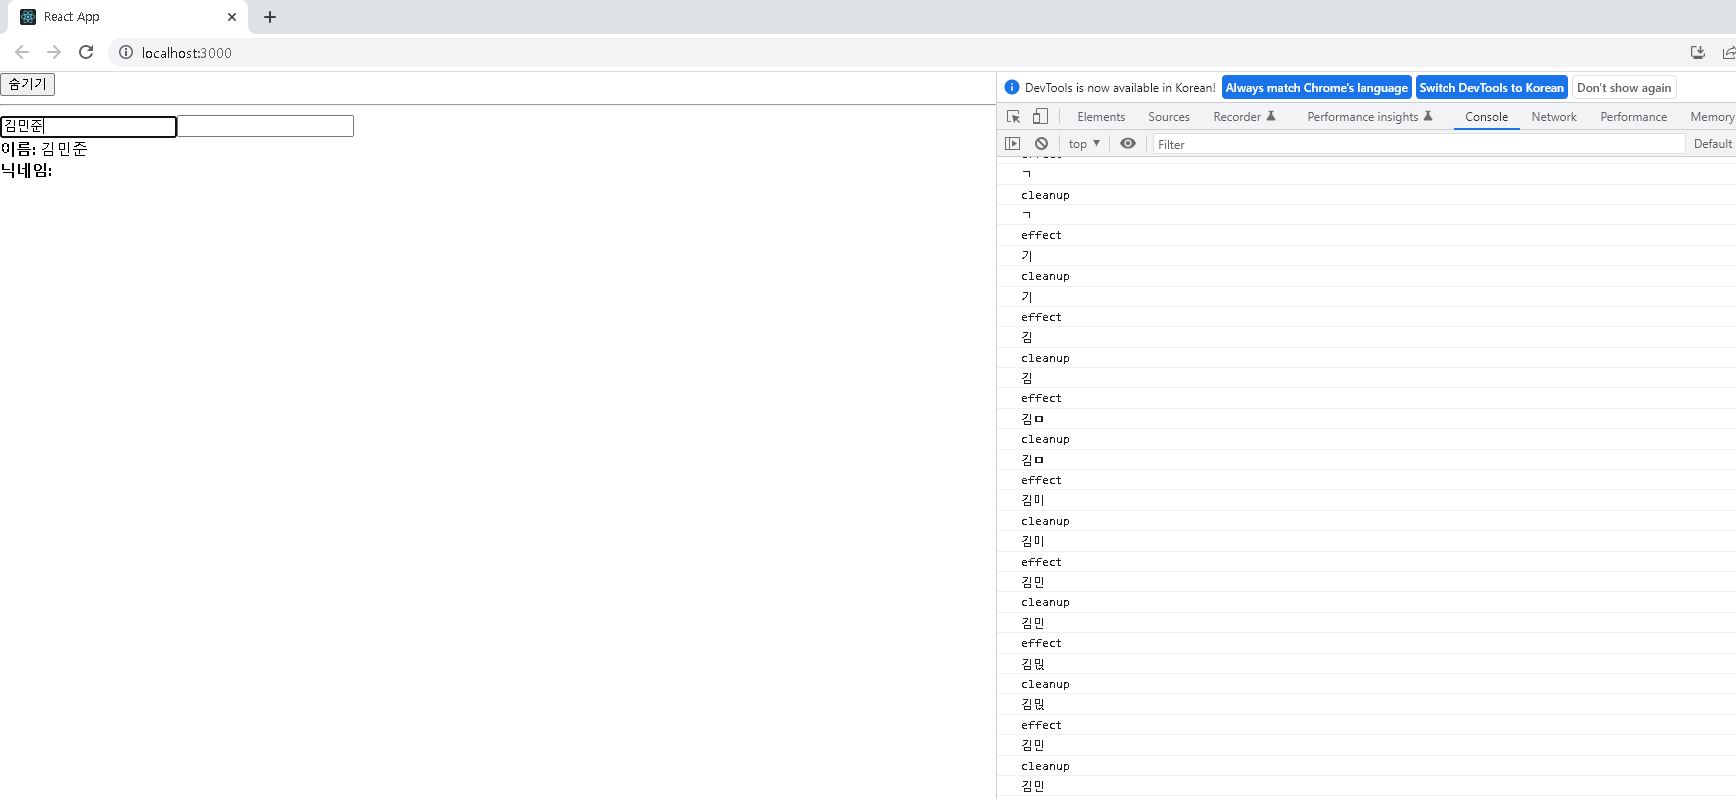 React App
localhost:3000
숨기기
김민준
이름: 김민준
닉네임:
DevTools is now available in Korean! Always match Chrome's language Switch DevTools to Korean Don't show again
Elements Sources Recorder Performance insights Console Network Performance Memory
top Filter Default
effect
ㄱ
cleanup
ㄱ
effect
기
cleanup
기
effect
김
cleanup
김
effect
김ㅁ
cleanup
김ㅁ
effect
김미
cleanup
김미
effect
김민
cleanup
김민
effect
김믽
cleanup
김믽
effect
김민
cleanup
김민